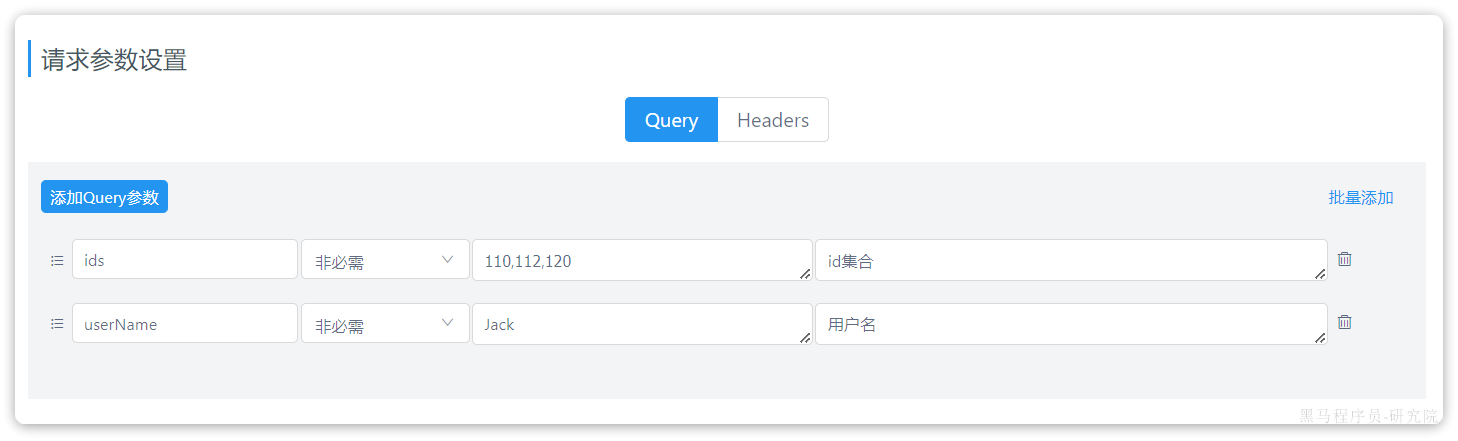 请求参数设置
Query Headers
添加Query参数 批量添加
ids 非必需 110,112,120 id集合
userName 非必需 Jack 用户名
黑马程序员-研究院